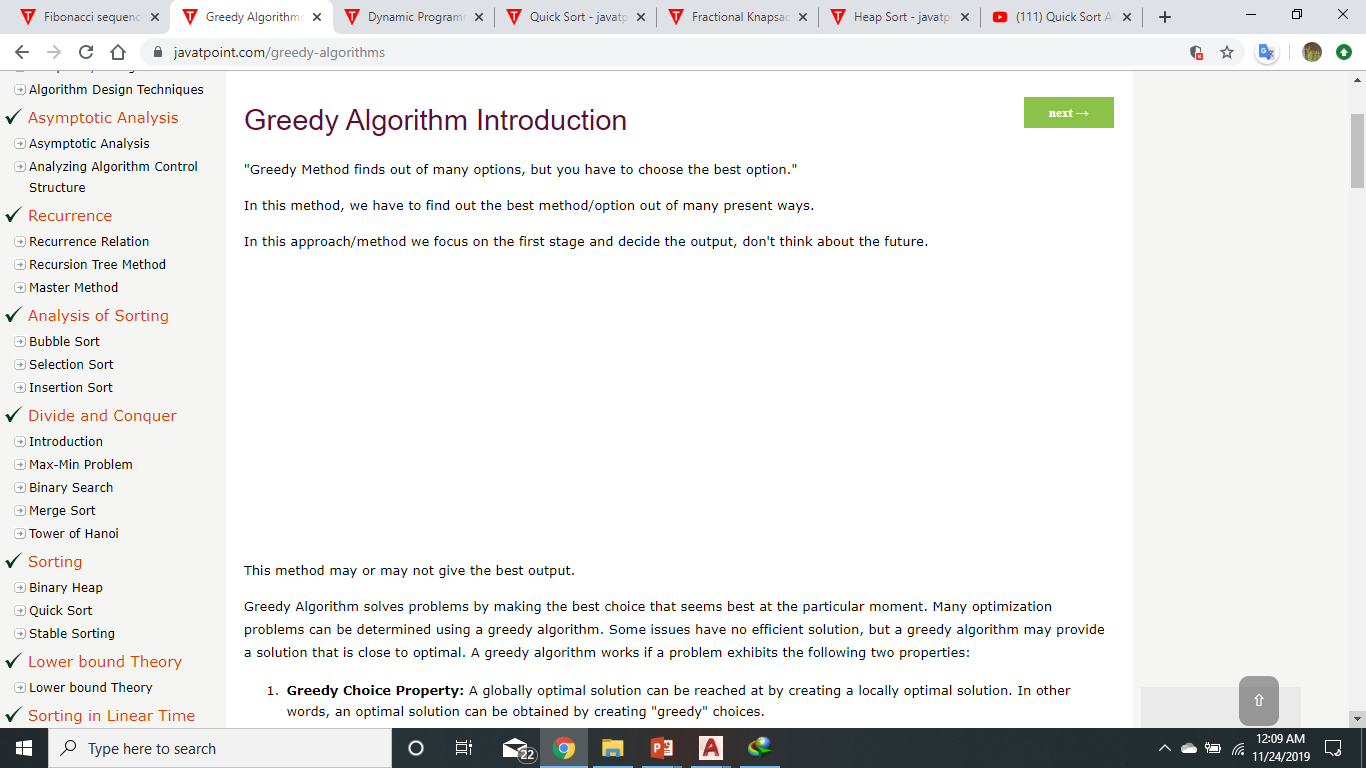 Fibonacci sequenc
Greedy Algorithms
Dynamic Programm
Quick Sort - javatp
Fractional Knapsac
Heap Sort - javatp
(111) Quick Sort A
javatpoint.com/greedy-algorithms
Algorithm Design Techniques
Asymptotic Analysis
Asymptotic Analysis
Analyzing Algorithm Control
Structure
Recurrence
Recurrence Relation
Recursion Tree Method
Master Method
Analysis of Sorting
Bubble Sort
Selection Sort
Insertion Sort
Divide and Conquer
Introduction
Max-Min Problem
Binary Search
Merge Sort
Tower of Hanoi
Sorting
Binary Heap
Quick Sort
Stable Sorting
Lower bound Theory
Lower bound Theory
Sorting in Linear Time
Greedy Algorithm Introduction
next →
"Greedy Method finds out of many options, but you have to choose the best option."
In this method, we have to find out the best method/option out of many present ways.
In this approach/method we focus on the first stage and decide the output, don't think about the future.
This method may or may not give the best output.
Greedy Algorithm solves problems by making the best choice that seems best at the particular moment. Many optimization
problems can be determined using a greedy algorithm. Some issues have no efficient solution, but a greedy algorithm may provide
a solution that is close to optimal. A greedy algorithm works if a problem exhibits the following two properties:
1. Greedy Choice Property: A globally optimal solution can be reached at by creating a locally optimal solution. In other
words, an optimal solution can be obtained by creating "greedy" choices.
Type here to search
22
12:09 AM
11/24/2019